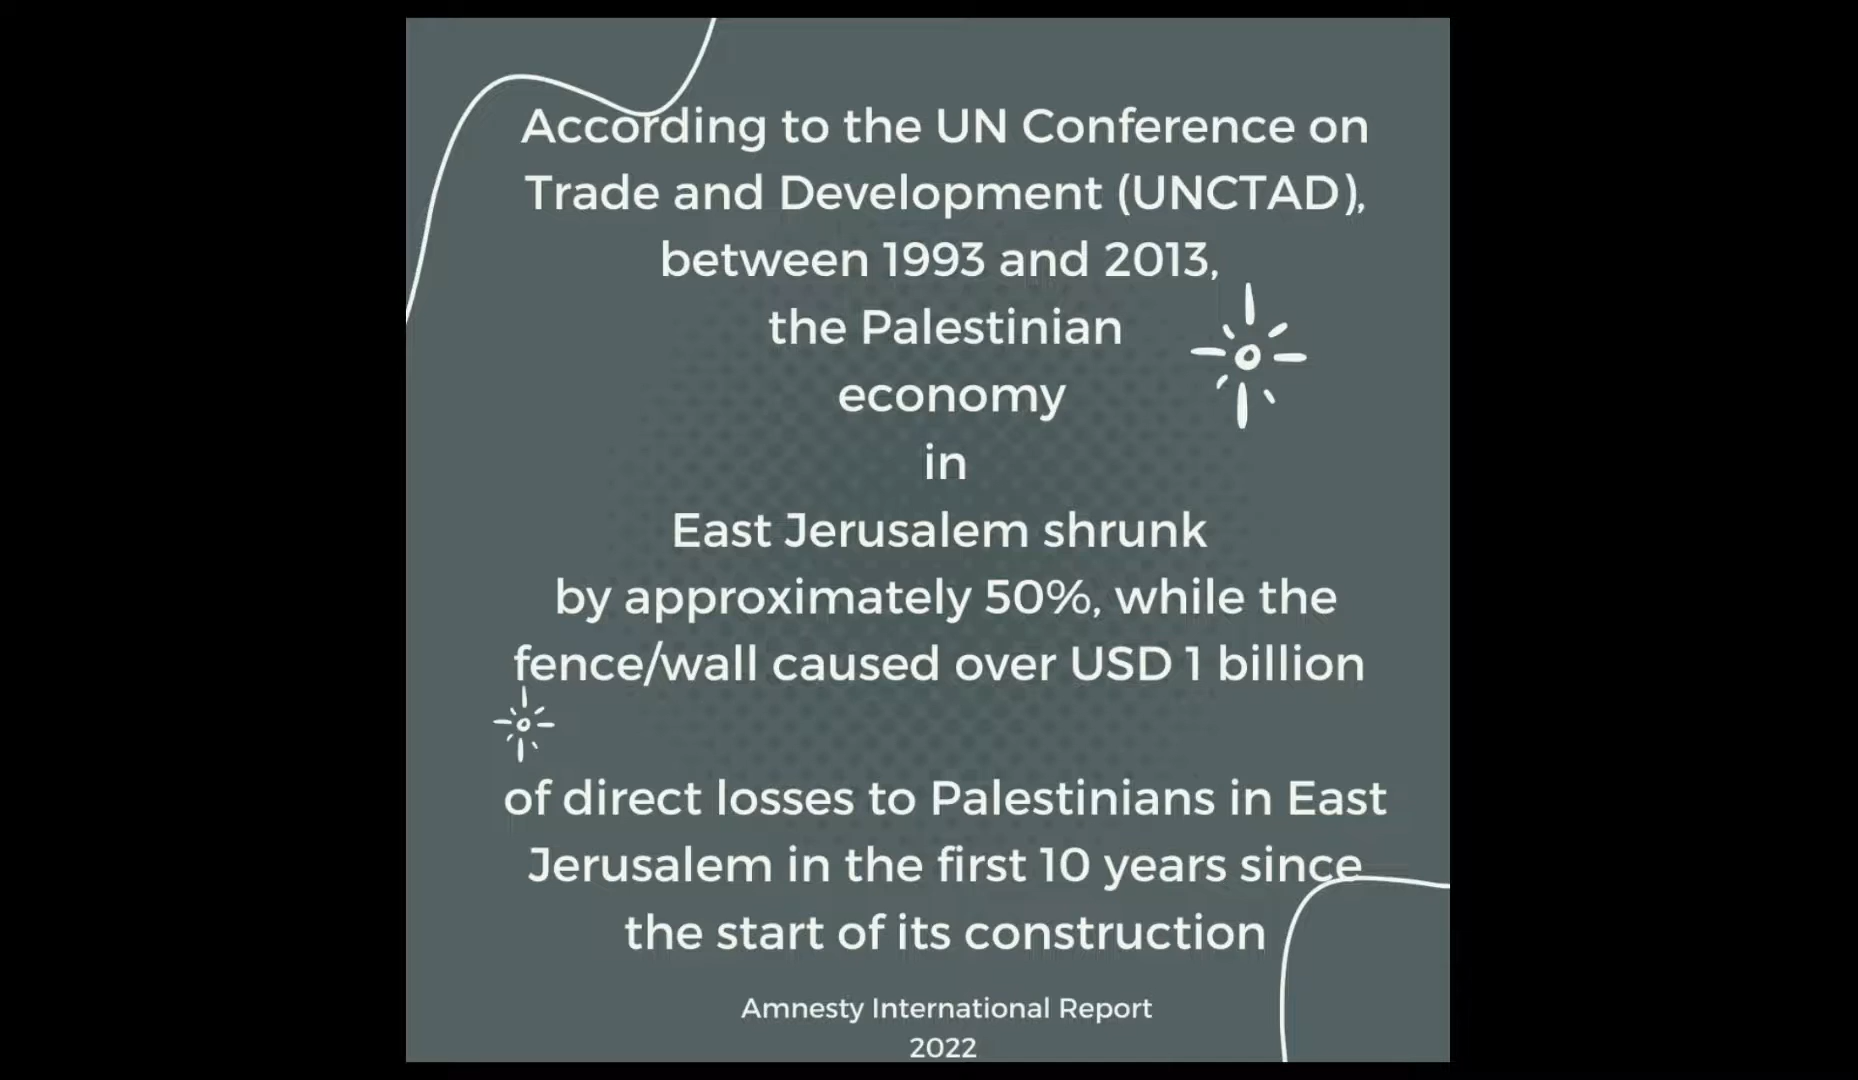 According to the UN Conference on
Trade and Development (UNCTAD),
between 1993 and 2013,
the Palestinian
economy
in
East Jerusalem shrunk
by approximately 50%, while the
fence/wall caused over USD 1 billion
of direct losses to Palestinians in East
Jerusalem in the first 10 years since
the start of its construction
Amnesty International Report
2022